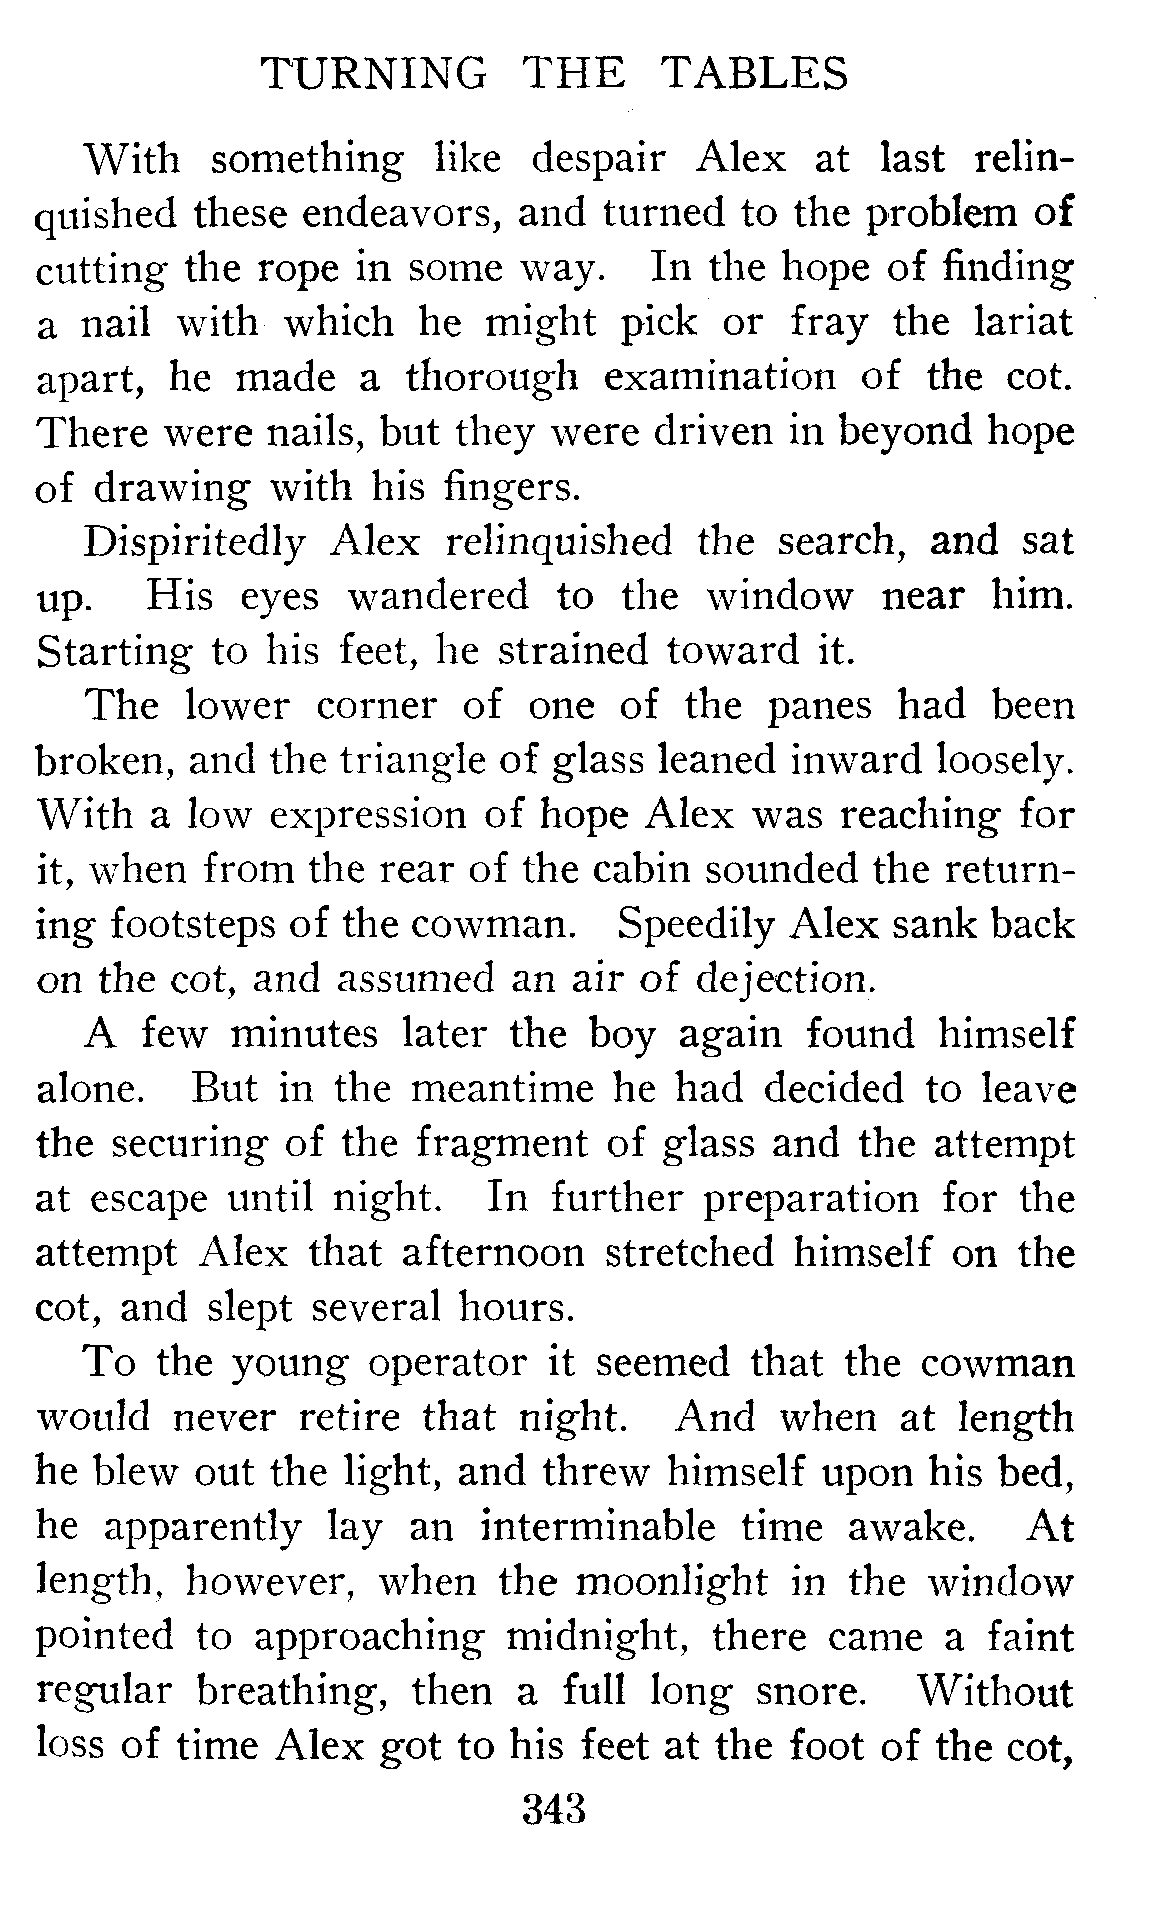 TURNING THE TABLES
With something like despair Alex at last relin-
quished these endeavors, and turned to the problem of
cutting the rope in some way. In the hope of finding
a nail with which he might pick or fray the lariat
apart, he made a thorough examination of the cot.
There were nails, but they were driven in beyond hope
of drawing with his fingers.
Dispiritedly Alex relinquished the search, and sat
up. His eyes wandered to the window near him.
Starting to his feet, he strained toward it.
The lower corner of one of the panes had been
broken, and the triangle of glass leaned inward loosely.
With a low expression of hope Alex was reaching for
it, when from the rear of the cabin sounded the return-
ing footsteps of the cowman. Speedily Alex sank back
on the cot, and assumed an air of dejection.
A few minutes later the boy again found himself
alone. But in the meantime he had decided to leave
the securing of the fragment of glass and the attempt
at escape until night. In further preparation for the
attempt Alex that afternoon stretched himself on the
cot, and slept several hours.
To the young operator it seemed that the cowman
would never retire that night. And when at length
he blew out the light, and threw himself upon his bed,
he apparently lay an interminable time awake. At
length, however, when the moonlight in the window
pointed to approaching midnight, there came a faint
regular breathing, then a full long snore. Without
loss of time Alex got to his feet at the foot of the cot,
343